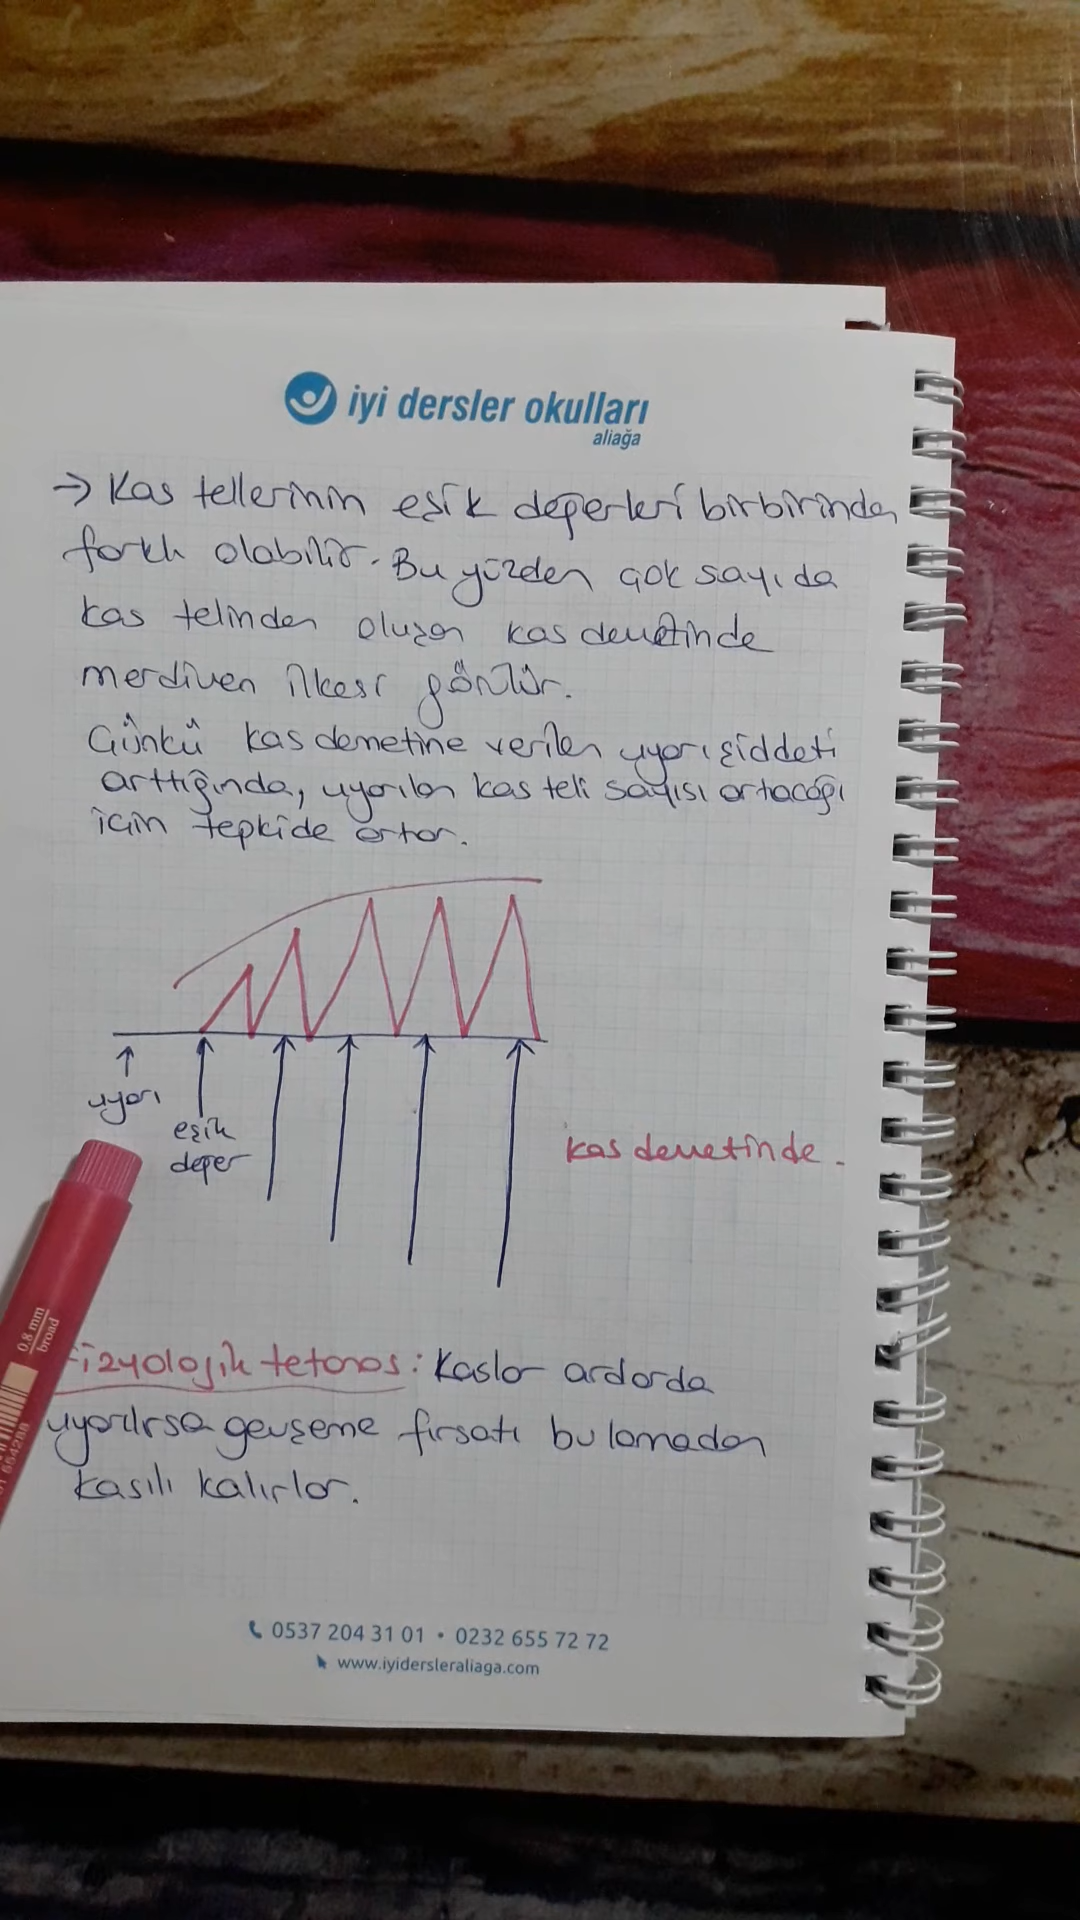 iyi dersler okulları
aliağa
→ Kas tellerinin eşik değerleri birbirinden
farklı olabilir. Bu yüzden çok sayıda
kas telinden oluşan kas demetinde
merdiven ilkesi görülür.
Çünkü kas demetine verilen uyarı şiddeti
arttığında, uyarılan kas teli sayısı artacağı
için tepkide artar.
uyarı
eşik
değer
kas demetinde.
Fizyolojik tetanos: Kaslar ardarda
uyarılırsa gevşeme fırsatı bulamadan
kasılı kalırlar.
0.8 mm
broad
0537 204 31 01 • 0232 655 72 72
www.iyidersleraliaga.com